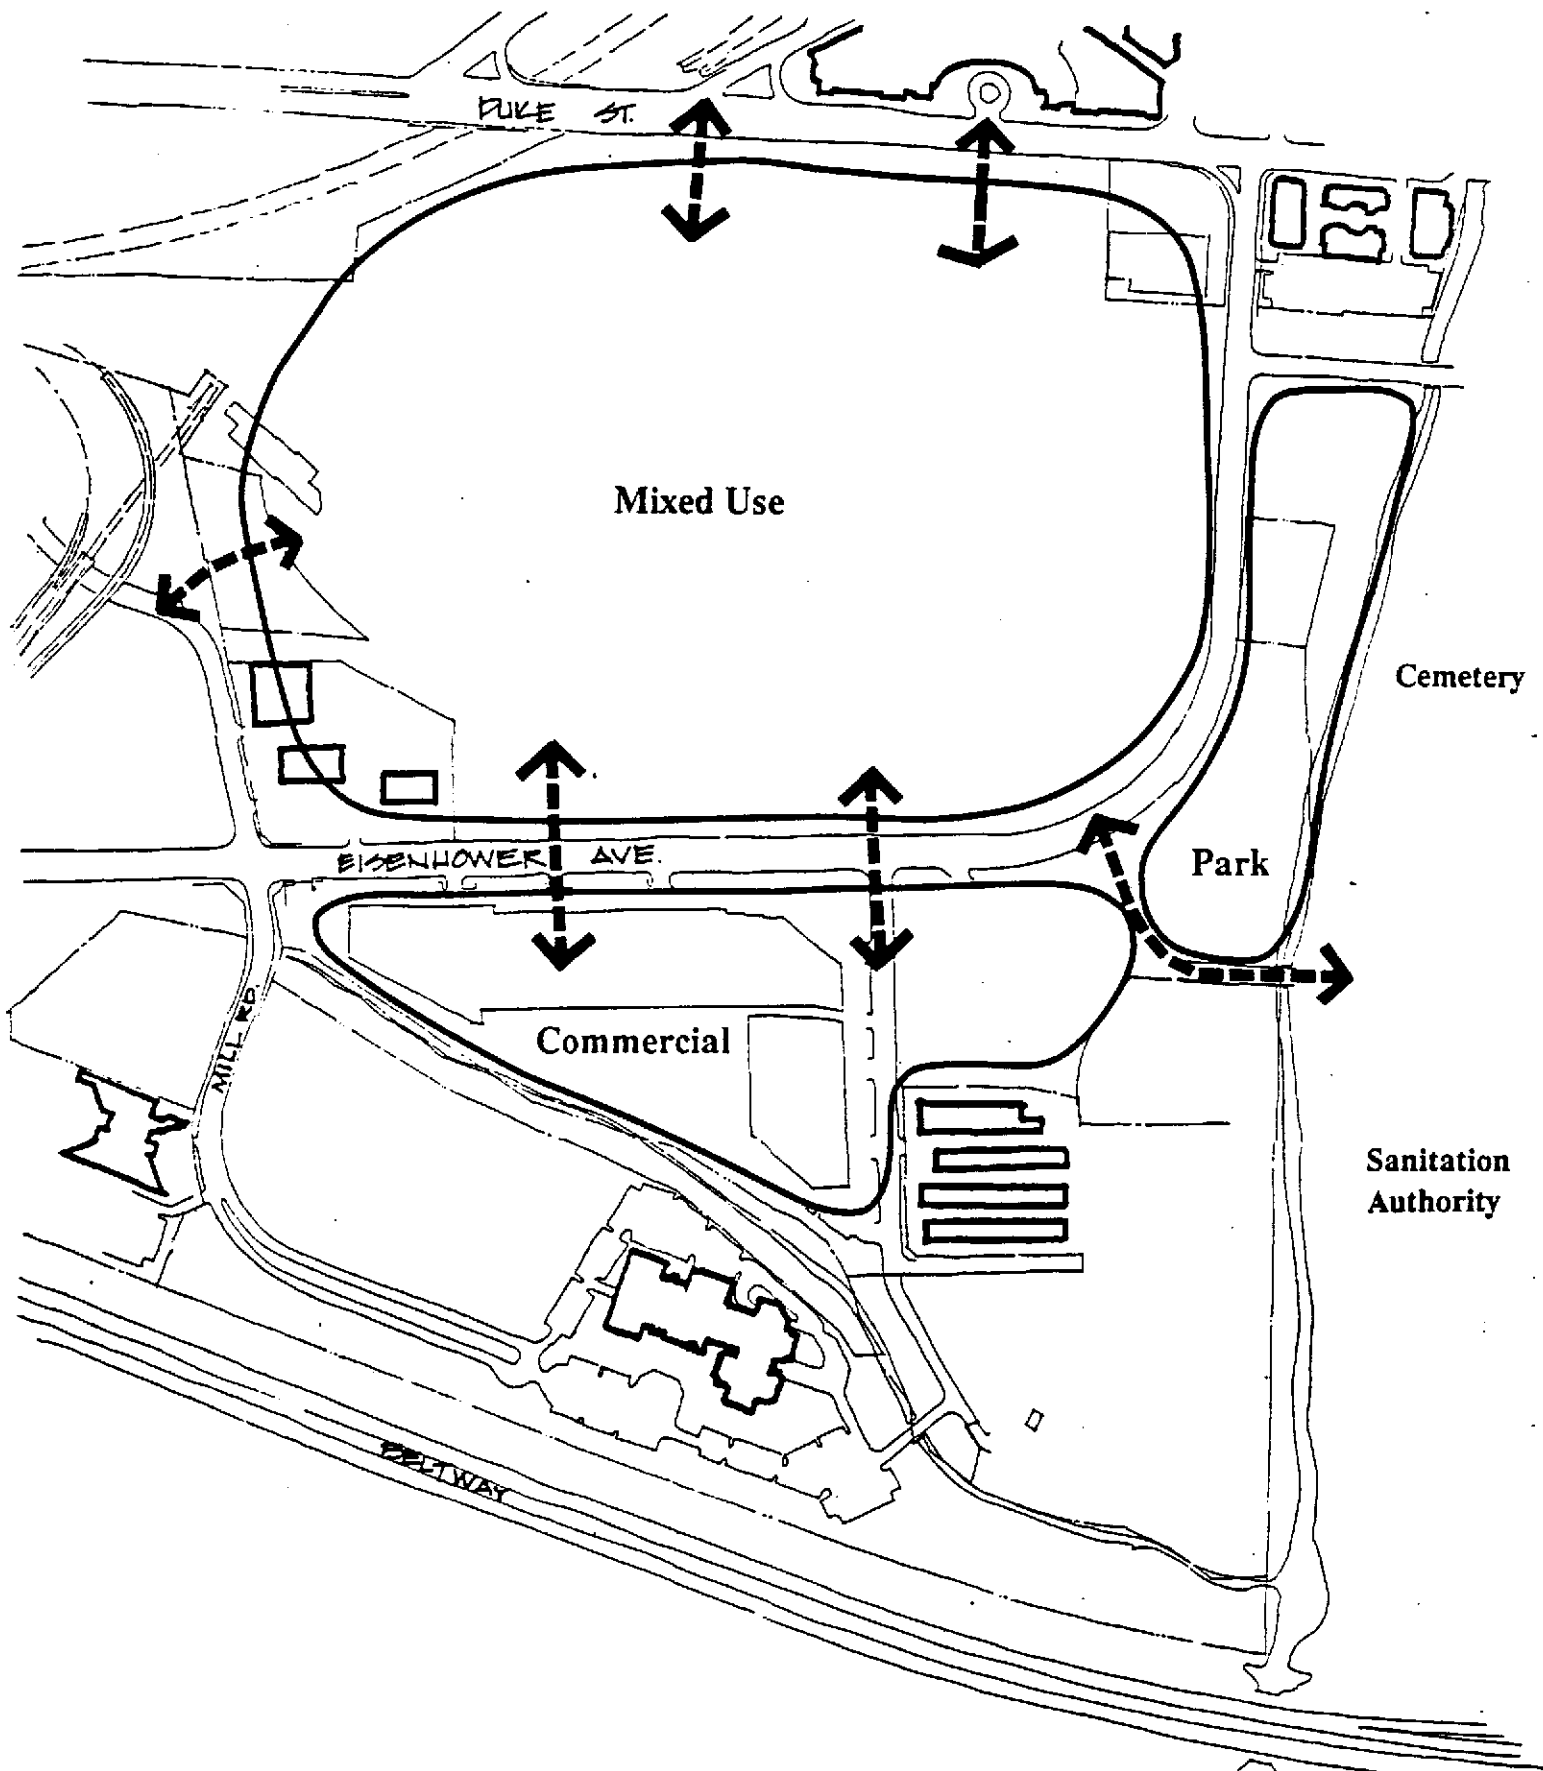 DUKE ST.
Mixed Use
Cemetery
EISENHOWER AVE.
Park
MILL RD.
Commercial
Sanitation
Authority
BELTWAY